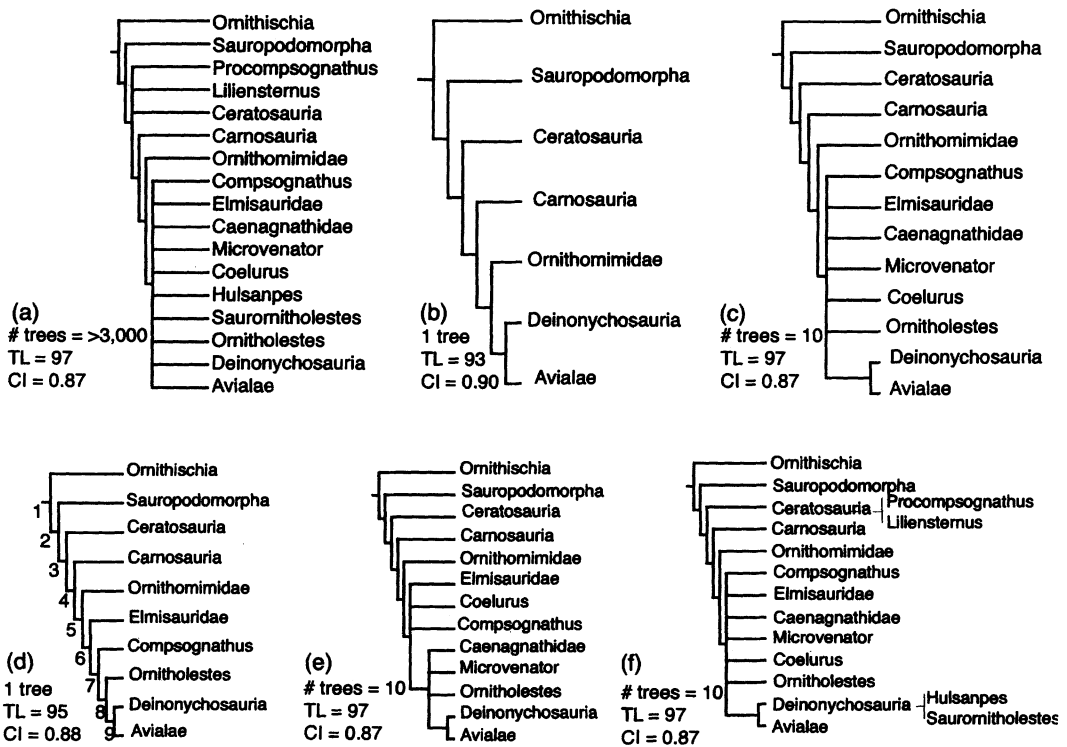 Ornithischia
Sauropodomorpha
Procompsognathus
Liliensternus
Ceratosauria
Carnosauria
Ornithomimidae
Compsognathus
Elmisauridae
Caenagnathidae
Microvenator
Coelurus
Hulsanpes
Saurornitholestes
Ornitholestes
Deinonychosauria
Avialae
(a)
# trees = >3,000
TL = 97
CI = 0.87
Ornithischia
Sauropodomorpha
Ceratosauria
Carnosauria
Ornithomimidae
Deinonychosauria
Avialae
(b)
1 tree
TL = 93
CI = 0.90
Ornithischia
Sauropodomorpha
Ceratosauria
Carnosauria
Ornithomimidae
Compsognathus
Elmisauridae
Caenagnathidae
Microvenator
Coelurus
Ornitholestes
Deinonychosauria
Avialae
(c)
# trees = 10
TL = 97
CI = 0.87
Ornithischia
Sauropodomorpha
Ceratosauria
Carnosauria
Ornithomimidae
Elmisauridae
Compsognathus
Ornitholestes
Deinonychosauria
Avialae
1
2
3
4
5
6
7
8
9
(d)
1 tree
TL = 95
CI = 0.88
Ornithischia
Sauropodomorpha
Ceratosauria
Carnosauria
Ornithomimidae
Elmisauridae
Coelurus
Compsognathus
Caenagnathidae
Microvenator
Ornitholestes
Deinonychosauria
Avialae
(e)
# trees = 10
TL = 97
CI = 0.87
Ornithischia
Sauropodomorpha
Ceratosauria
Procompsognathus
Liliensternus
Carnosauria
Ornithomimidae
Compsognathus
Elmisauridae
Caenagnathidae
Microvenator
Coelurus
Ornitholestes
Deinonychosauria
Hulsanpes
Saurornitholestes
Avialae
(f)
# trees = 10
TL = 97
CI = 0.87